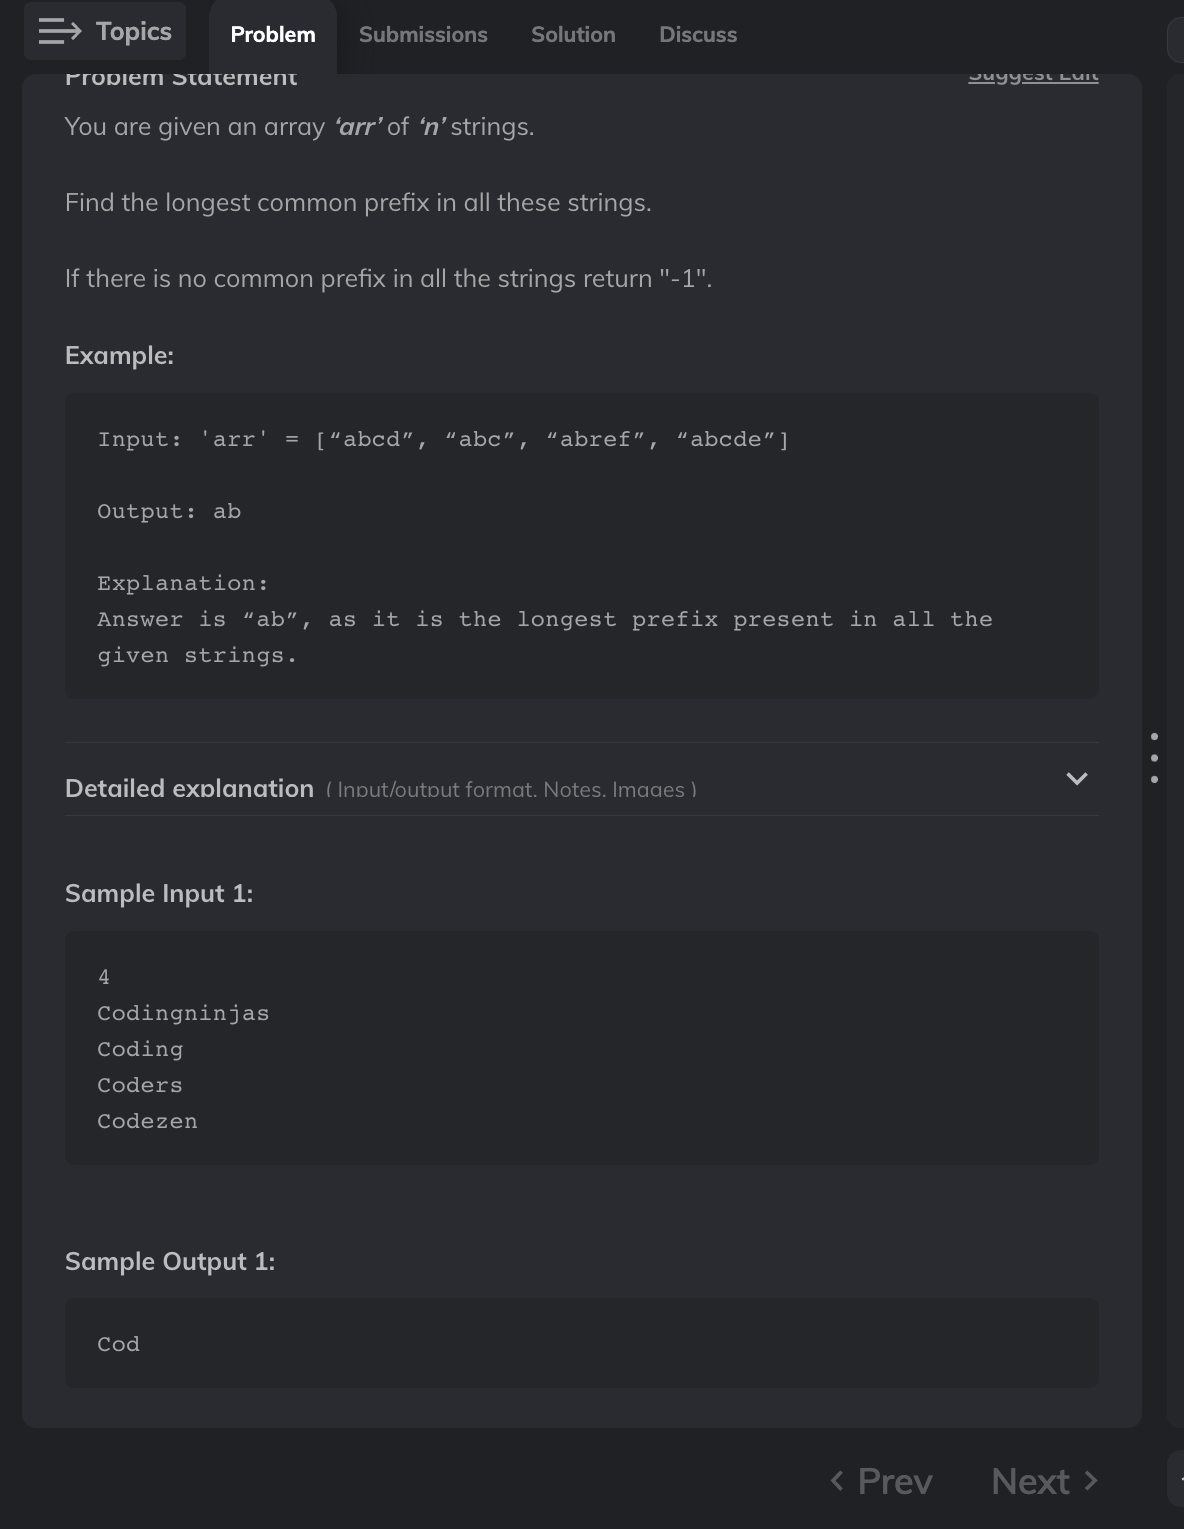 Topics
Problem
Submissions
Solution
Discuss
Problem Statement
Suggest Edit
You are given an array ‘arr’ of ‘n’ strings.
Find the longest common prefix in all these strings.
If there is no common prefix in all the strings return "-1".
Example:
Input: 'arr' = [“abcd”, “abc”, “abref”, “abcde”]
Output: ab
Explanation:
Answer is “ab”, as it is the longest prefix present in all the
given strings.
Detailed explanation ( Input/output format, Notes, Images )
Sample Input 1:
4
Codingninjas
Coding
Coders
Codezen
Sample Output 1:
Cod
Prev
Next